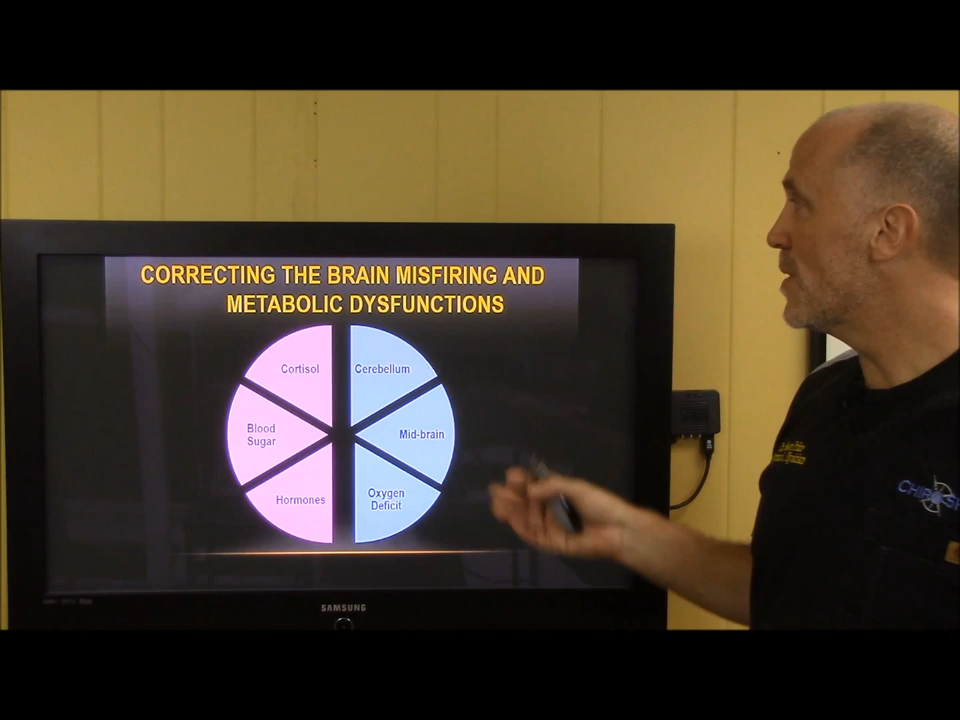 CORRECTING THE BRAIN MISFIRING AND
METABOLIC DYSFUNCTIONS
Cortisol
Cerebellum
Blood
Sugar
Mid-brain
Hormones
Oxygen
Deficit
SAMSUNG